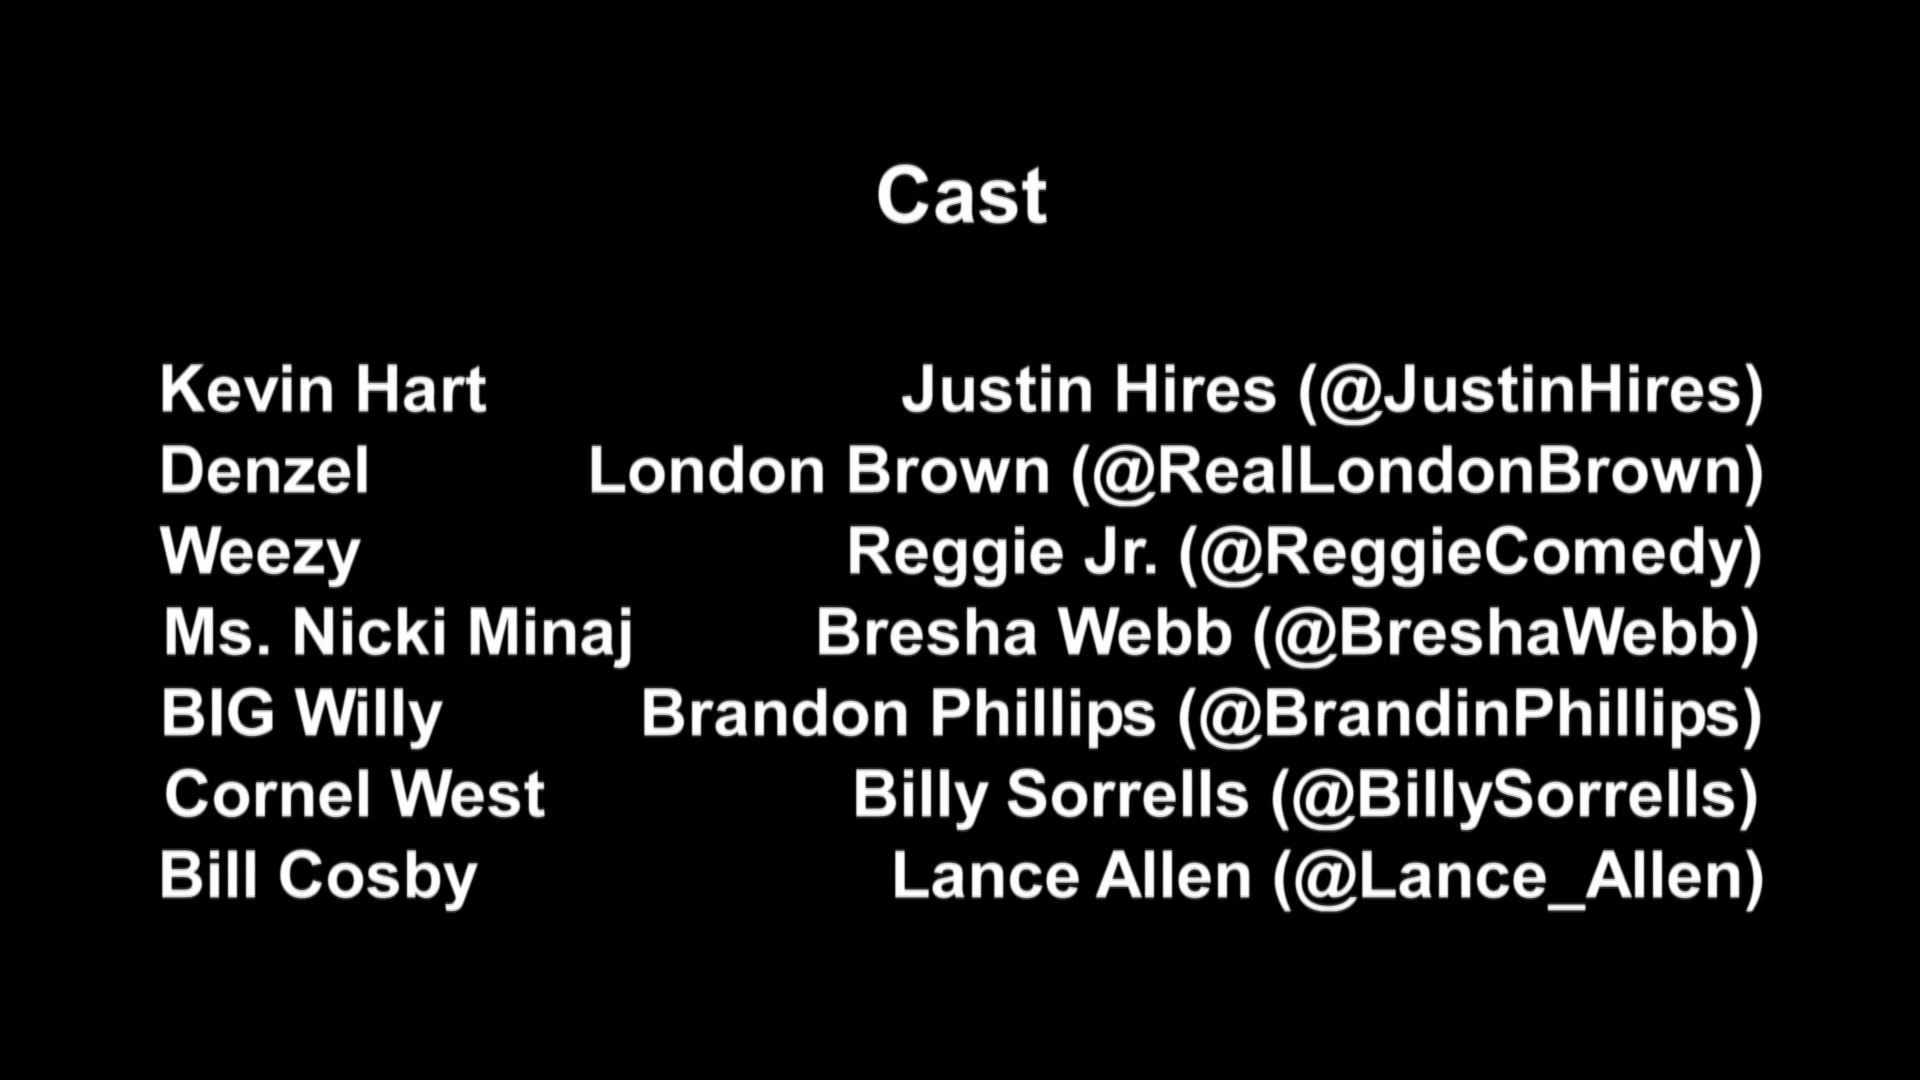 Cast
Kevin Hart Justin Hires (@JustinHires)
Denzel London Brown (@RealLondonBrown)
Weezy Reggie Jr. (@ReggieComedy)
Ms. Nicki Minaj Bresha Webb (@BreshaWebb)
BIG Willy Brandon Phillips (@BrandinPhillips)
Cornel West Billy Sorrells (@BillySorrells)
Bill Cosby Lance Allen (@Lance_Allen)